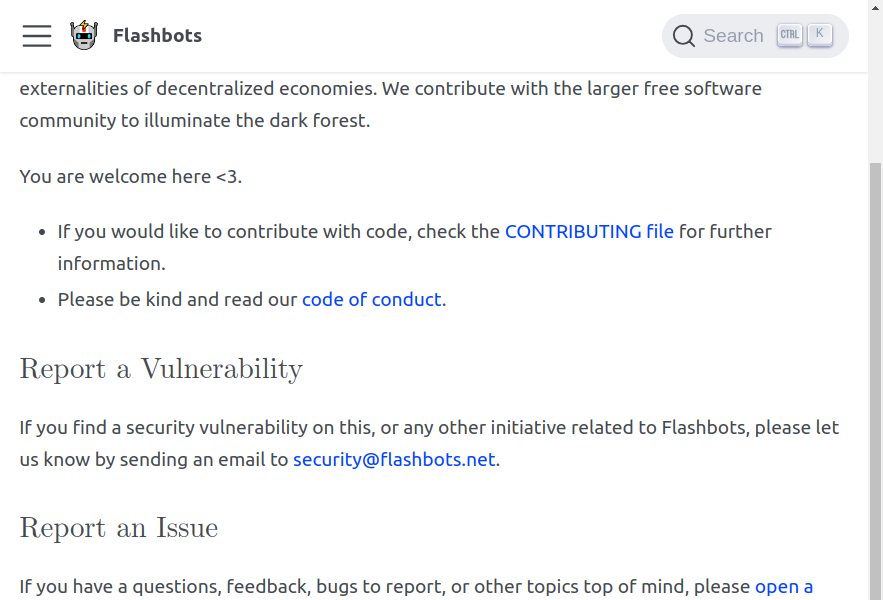 Flashbots
Search CTRL K
externalities of decentralized economies. We contribute with the larger free software
community to illuminate the dark forest.
You are welcome here <3.
If you would like to contribute with code, check the CONTRIBUTING file for further
information.
Please be kind and read our code of conduct.
Report a Vulnerability
If you find a security vulnerability on this, or any other initiative related to Flashbots, please let
us know by sending an email to security@flashbots.net.
Report an Issue
If you have a questions, feedback, bugs to report, or other topics top of mind, please open a